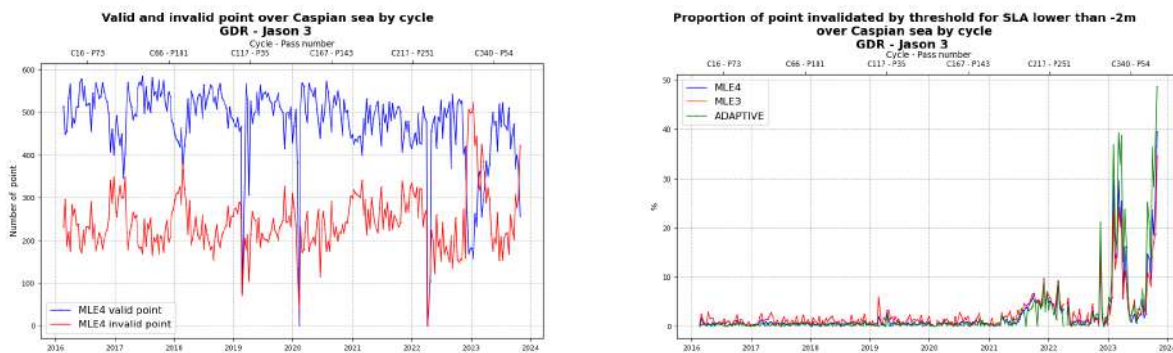 Valid and invalid point over Caspian sea by cycle
GDR - Jason 3
Cycle - Pass number
C16 - P73 C66 - P181 C117 - P35 C167 - P143 C217 - P251 C340 - P54
600
500
400
300
200
100
0
Number of point
MLE4 valid point
MLE4 invalid point
2016 2017 2018 2019 2020 2021 2022 2023 2024
Proportion of point invalidated by threshold for SLA lower than -2m
over Caspian sea by cycle
GDR - Jason 3
Cycle - Pass number
C16 - P73 C66 - P181 C117 - P35 C167 - P143 C217 - P251 C340 - P54
50
40
30
20
10
0
%
MLE4
MLE3
ADAPTIVE
2016 2017 2018 2019 2020 2021 2022 2023 2024